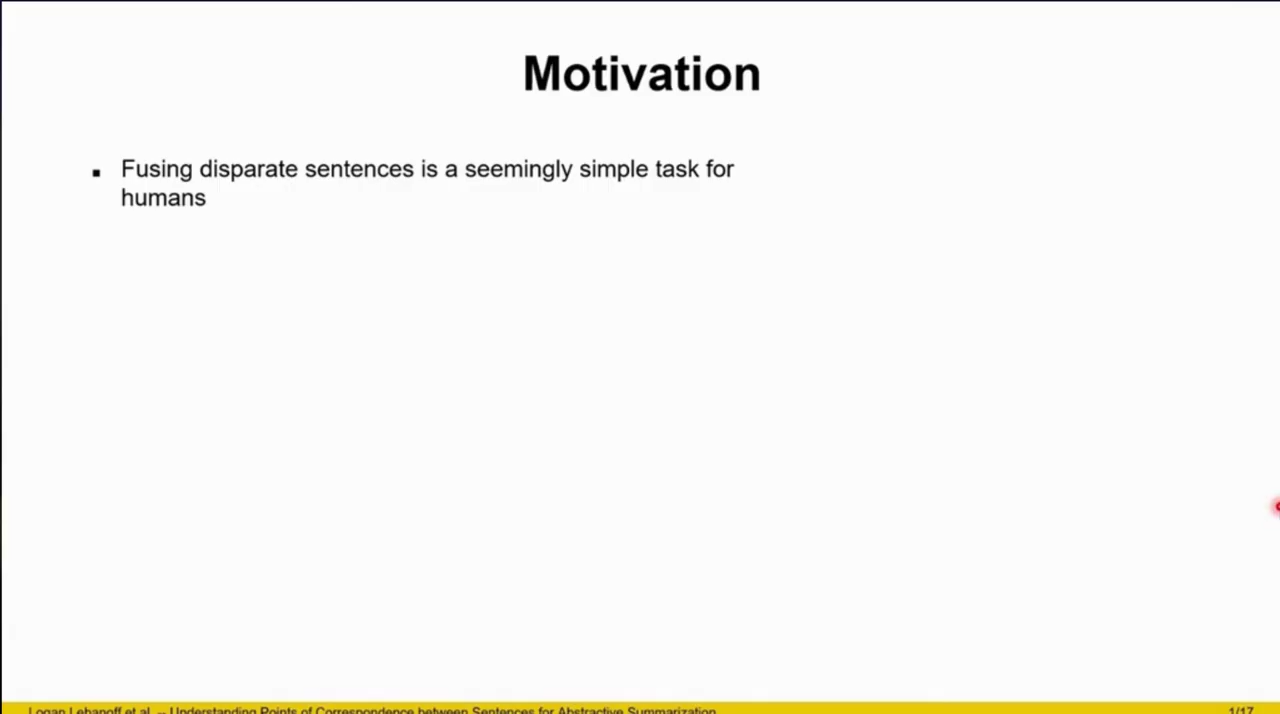 Motivation
▪ Fusing disparate sentences is a seemingly simple task for
humans
Logan Lebanoff et al. -- Understanding Points of Correspondence between Sentences for Abstractive Summarization 1/17